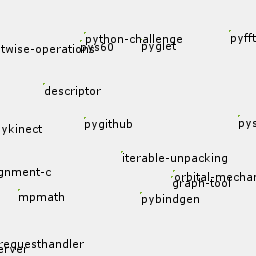 python-challenge
pyfft
twise-operations
pys60
pyglet
descriptor
pygithub
pys
ykinect
iterable-unpacking
gnment-c
orbital-mechan
graph-tool
mpmath
pybindgen
requesthandler
erver